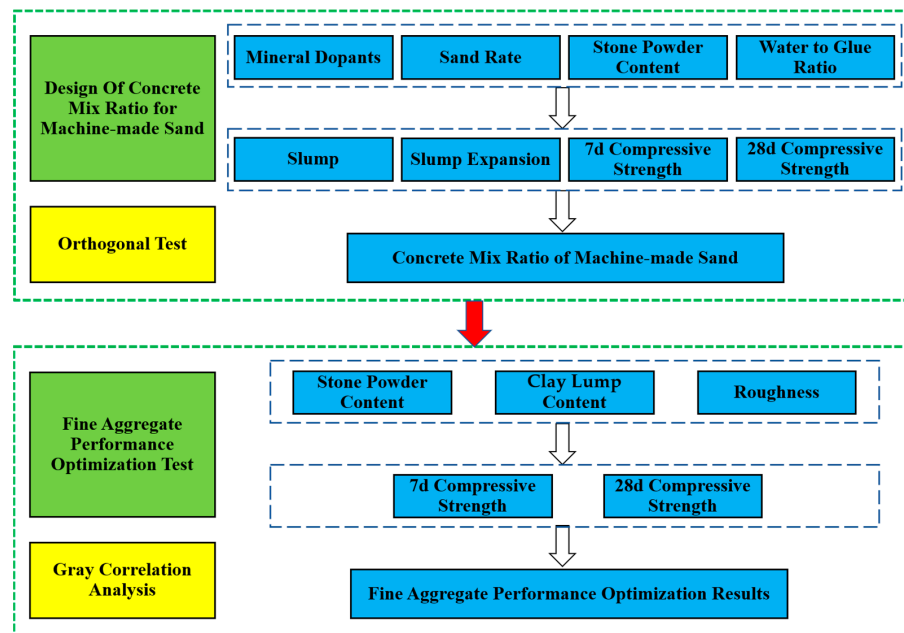 Design Of Concrete
Mix Ratio for
Machine-made Sand
Orthogonal Test
Mineral Dopants
Sand Rate
Stone Powder
Content
Water to Glue
Ratio
Slump
Slump Expansion
7d Compressive
Strength
28d Compressive
Strength
Concrete Mix Ratio of Machine-made Sand
Fine Aggregate
Performance
Optimization Test
Gray Correlation
Analysis
Stone Powder
Content
Clay Lump
Content
Roughness
7d Compressive
Strength
28d Compressive
Strength
Fine Aggregate Performance Optimization Results